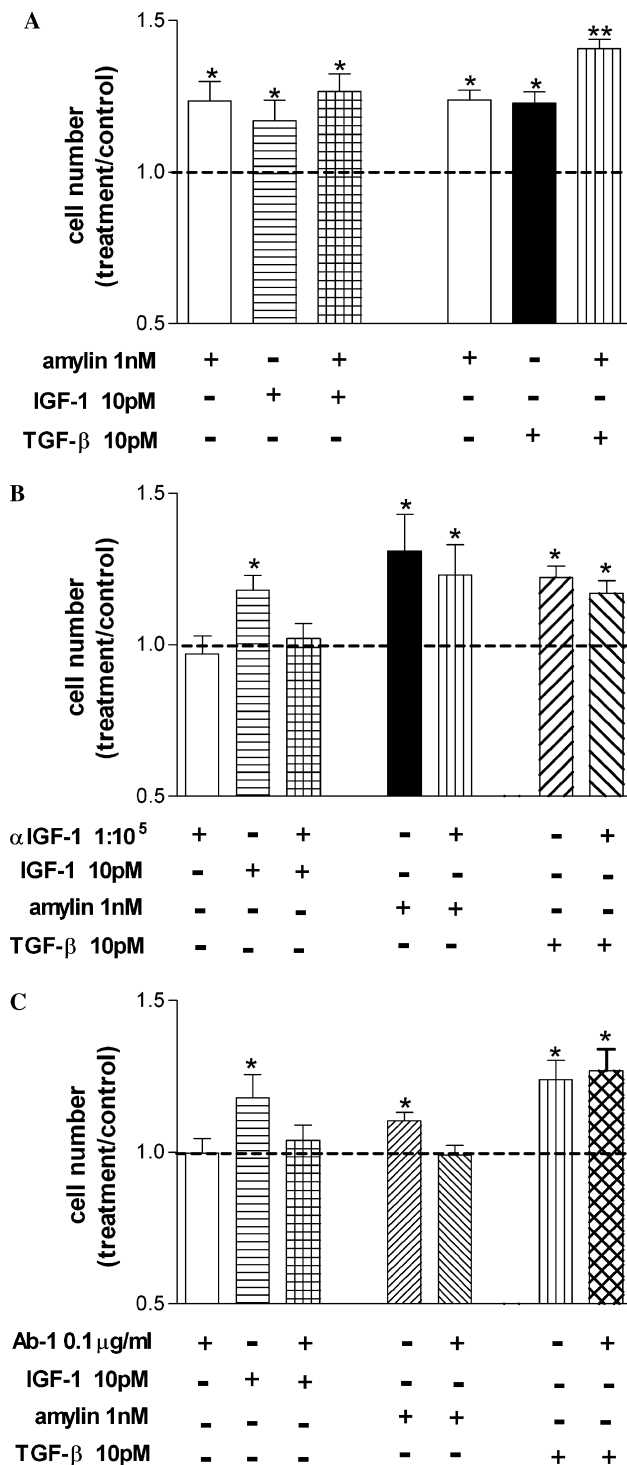 A
1.5
* * * * * **
cell number
(treatment/control)
1.0
0.5
amylin 1nM + - + + - +
IGF-1 10pM - + + - - -
TGF-β 10pM - - - - + +
B
1.5
* * * * *
cell number
(treatment/control)
1.0
0.5
αIGF-1 1:10⁵ + - + - + - +
IGF-1 10pM - + + - - - -
amylin 1nM - - - + + - -
TGF-β 10pM - - - - - + +
C
1.5
* * * *
cell number
(treatment/control)
1.0
0.5
Ab-1 0.1 μg/ml + - + - + - +
IGF-1 10pM - + + - - - -
amylin 1nM - - - + + - -
TGF-β 10pM - - - - - + +